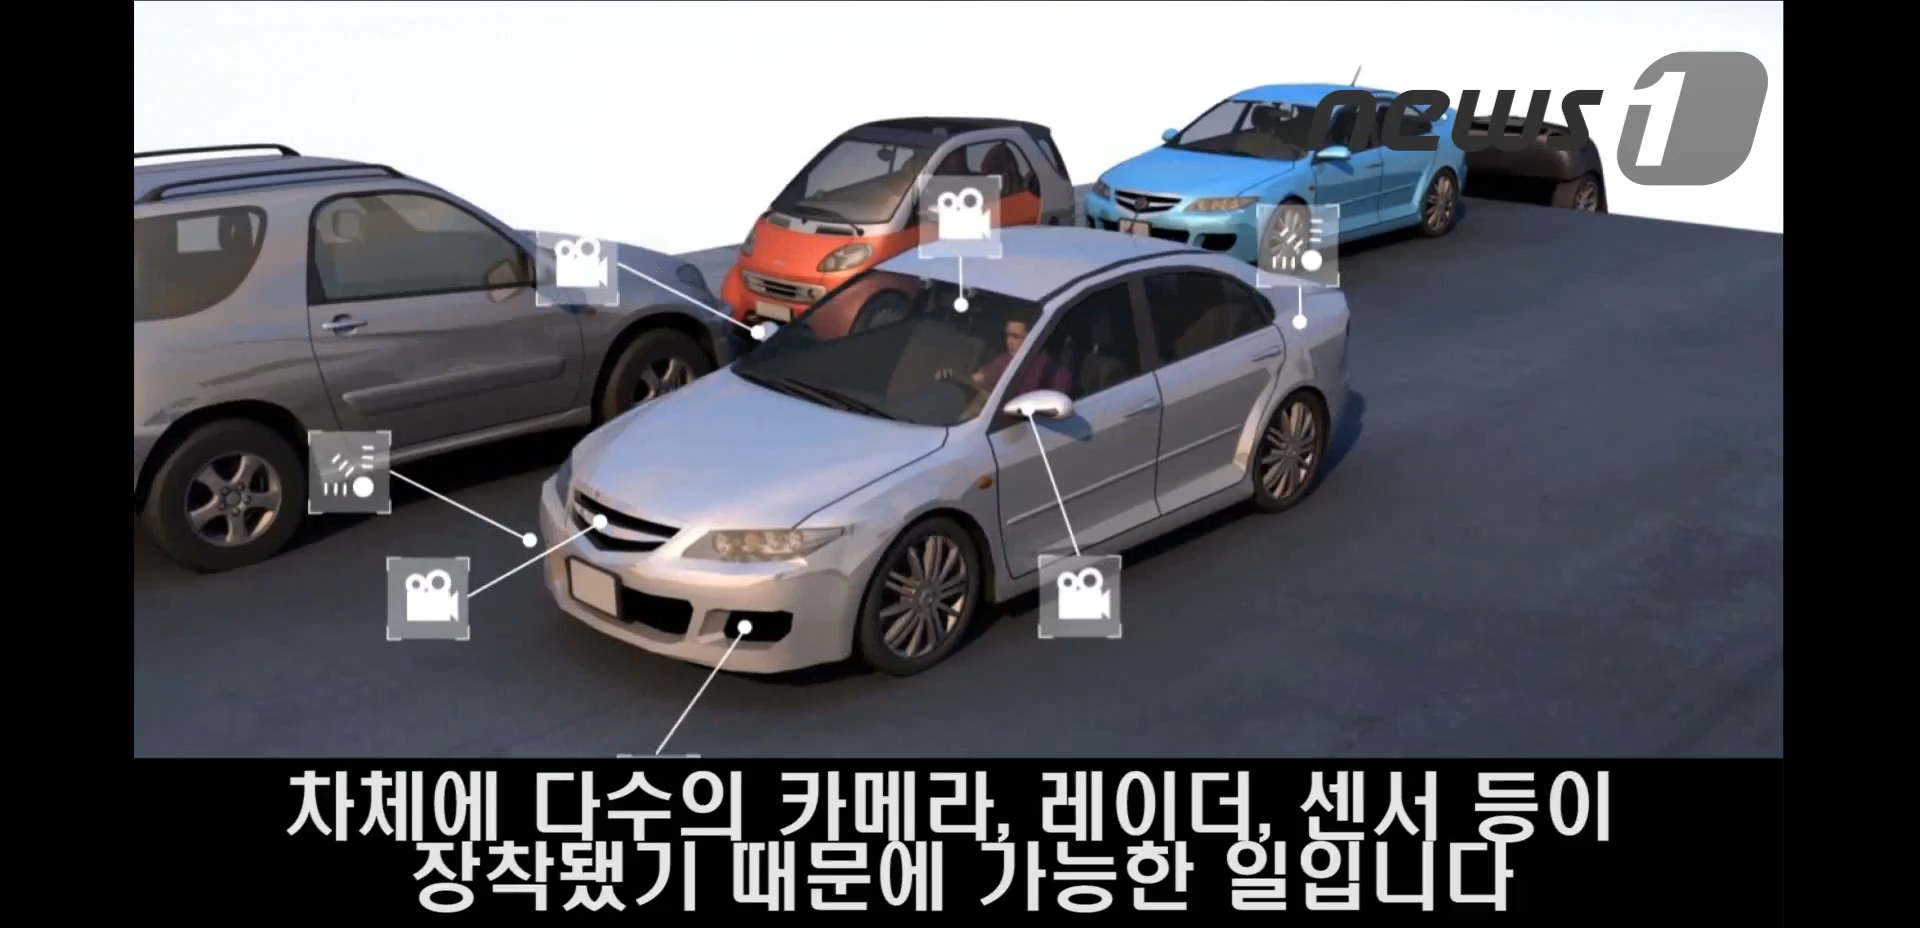 news1
차체에 다수의 카메라, 레이더, 센서 등이
장착됐기 때문에 가능한 일입니다